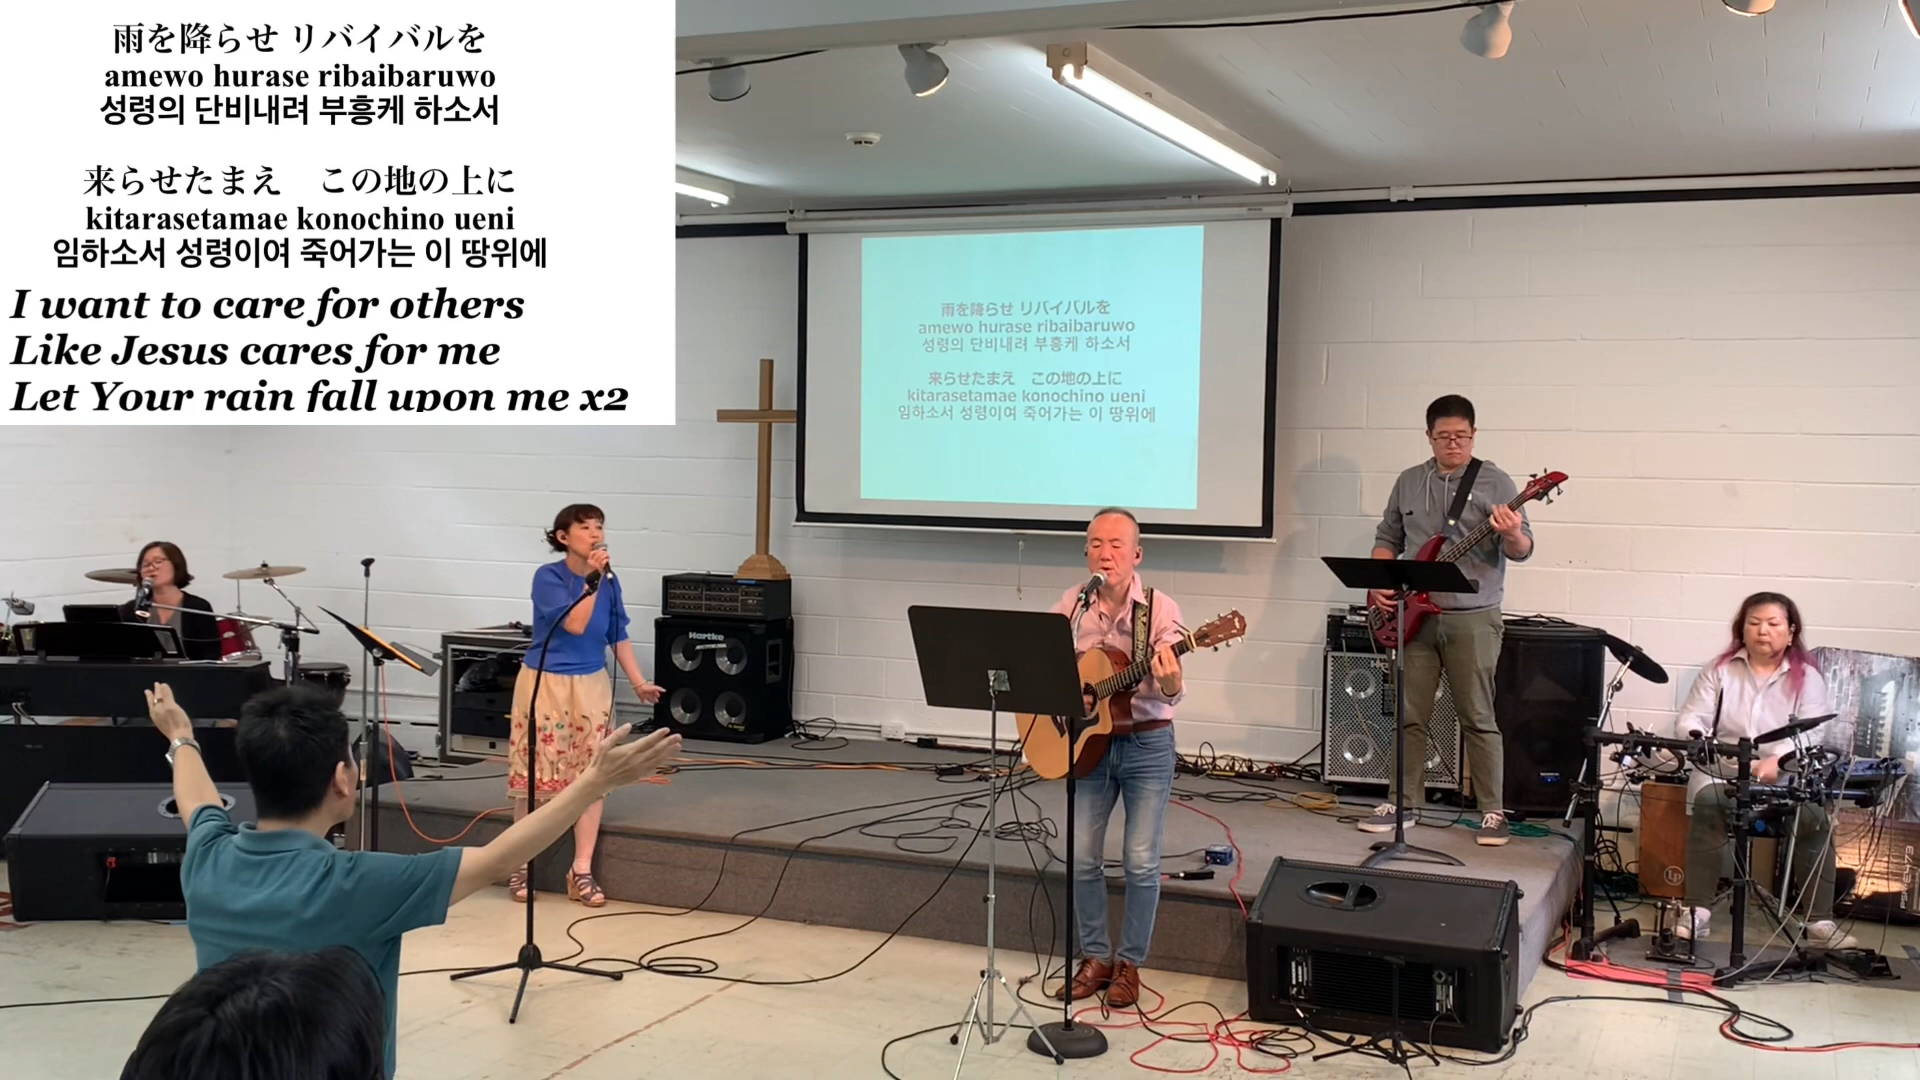 雨を降らせ リバイバルを
amewo hurase ribaibaruwo
성령의 단비내려 부흥케 하소서
来らせたまえ　この地の上に
kitarasetamae konochino ueni
임하소서 성령이여 죽어가는 이 땅위에
I want to care for others
Like Jesus cares for me
Let Your rain fall upon me x2
雨を降らせ リバイバルを
amewo hurase ribaibaruwo
성령의 단비내려 부흥케 하소서
来らせたまえ　この地の上に
kitarasetamae konochino ueni
임하소서 성령이여 죽어가는 이 땅위에
Hartke
LP